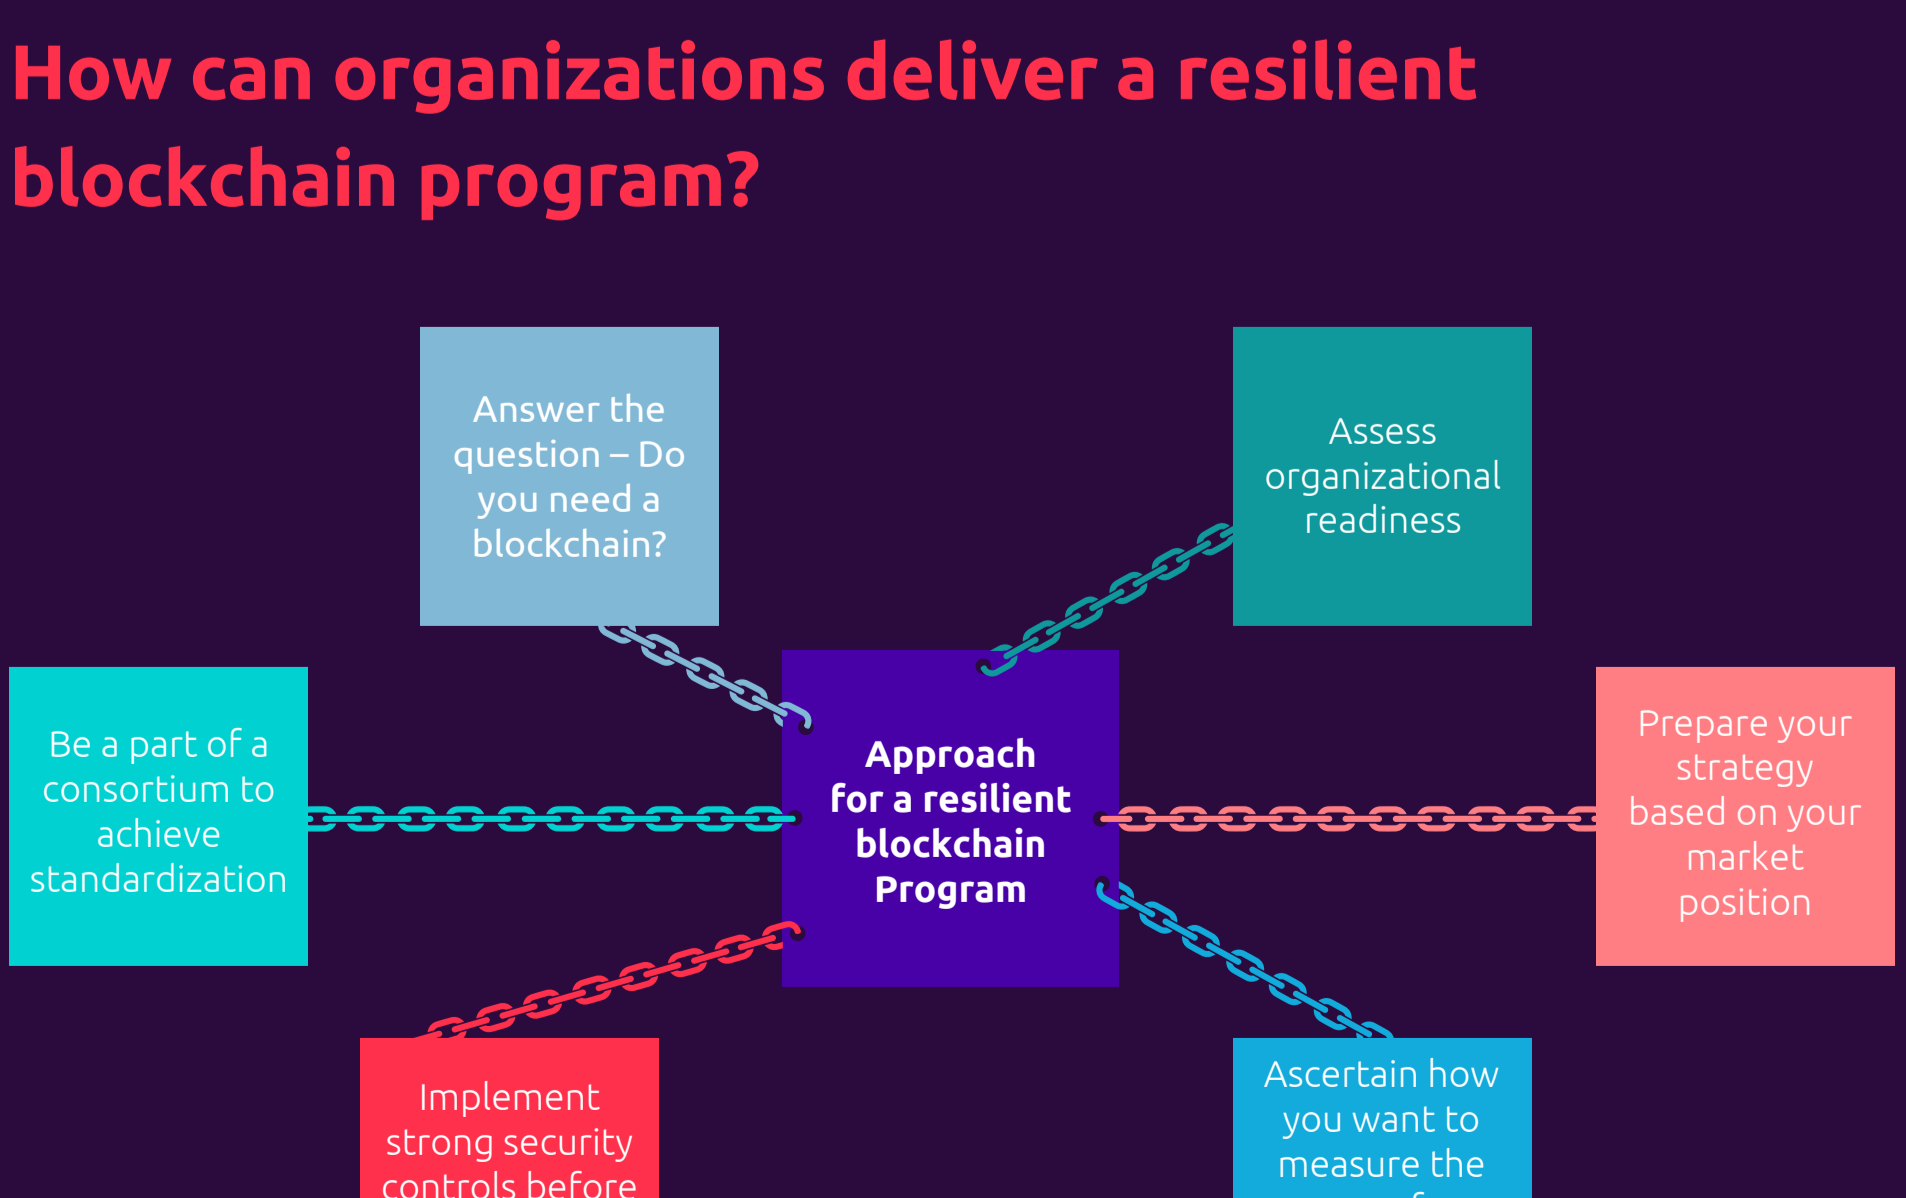 How can organizations deliver a resilient
blockchain program?
Answer the
question – Do
you need a
blockchain?
Assess
organizational
readiness
Be a part of a
consortium to
achieve
standardization
Approach
for a resilient
blockchain
Program
Prepare your
strategy
based on your
market
position
Implement
strong security
controls before
Ascertain how
you want to
measure the